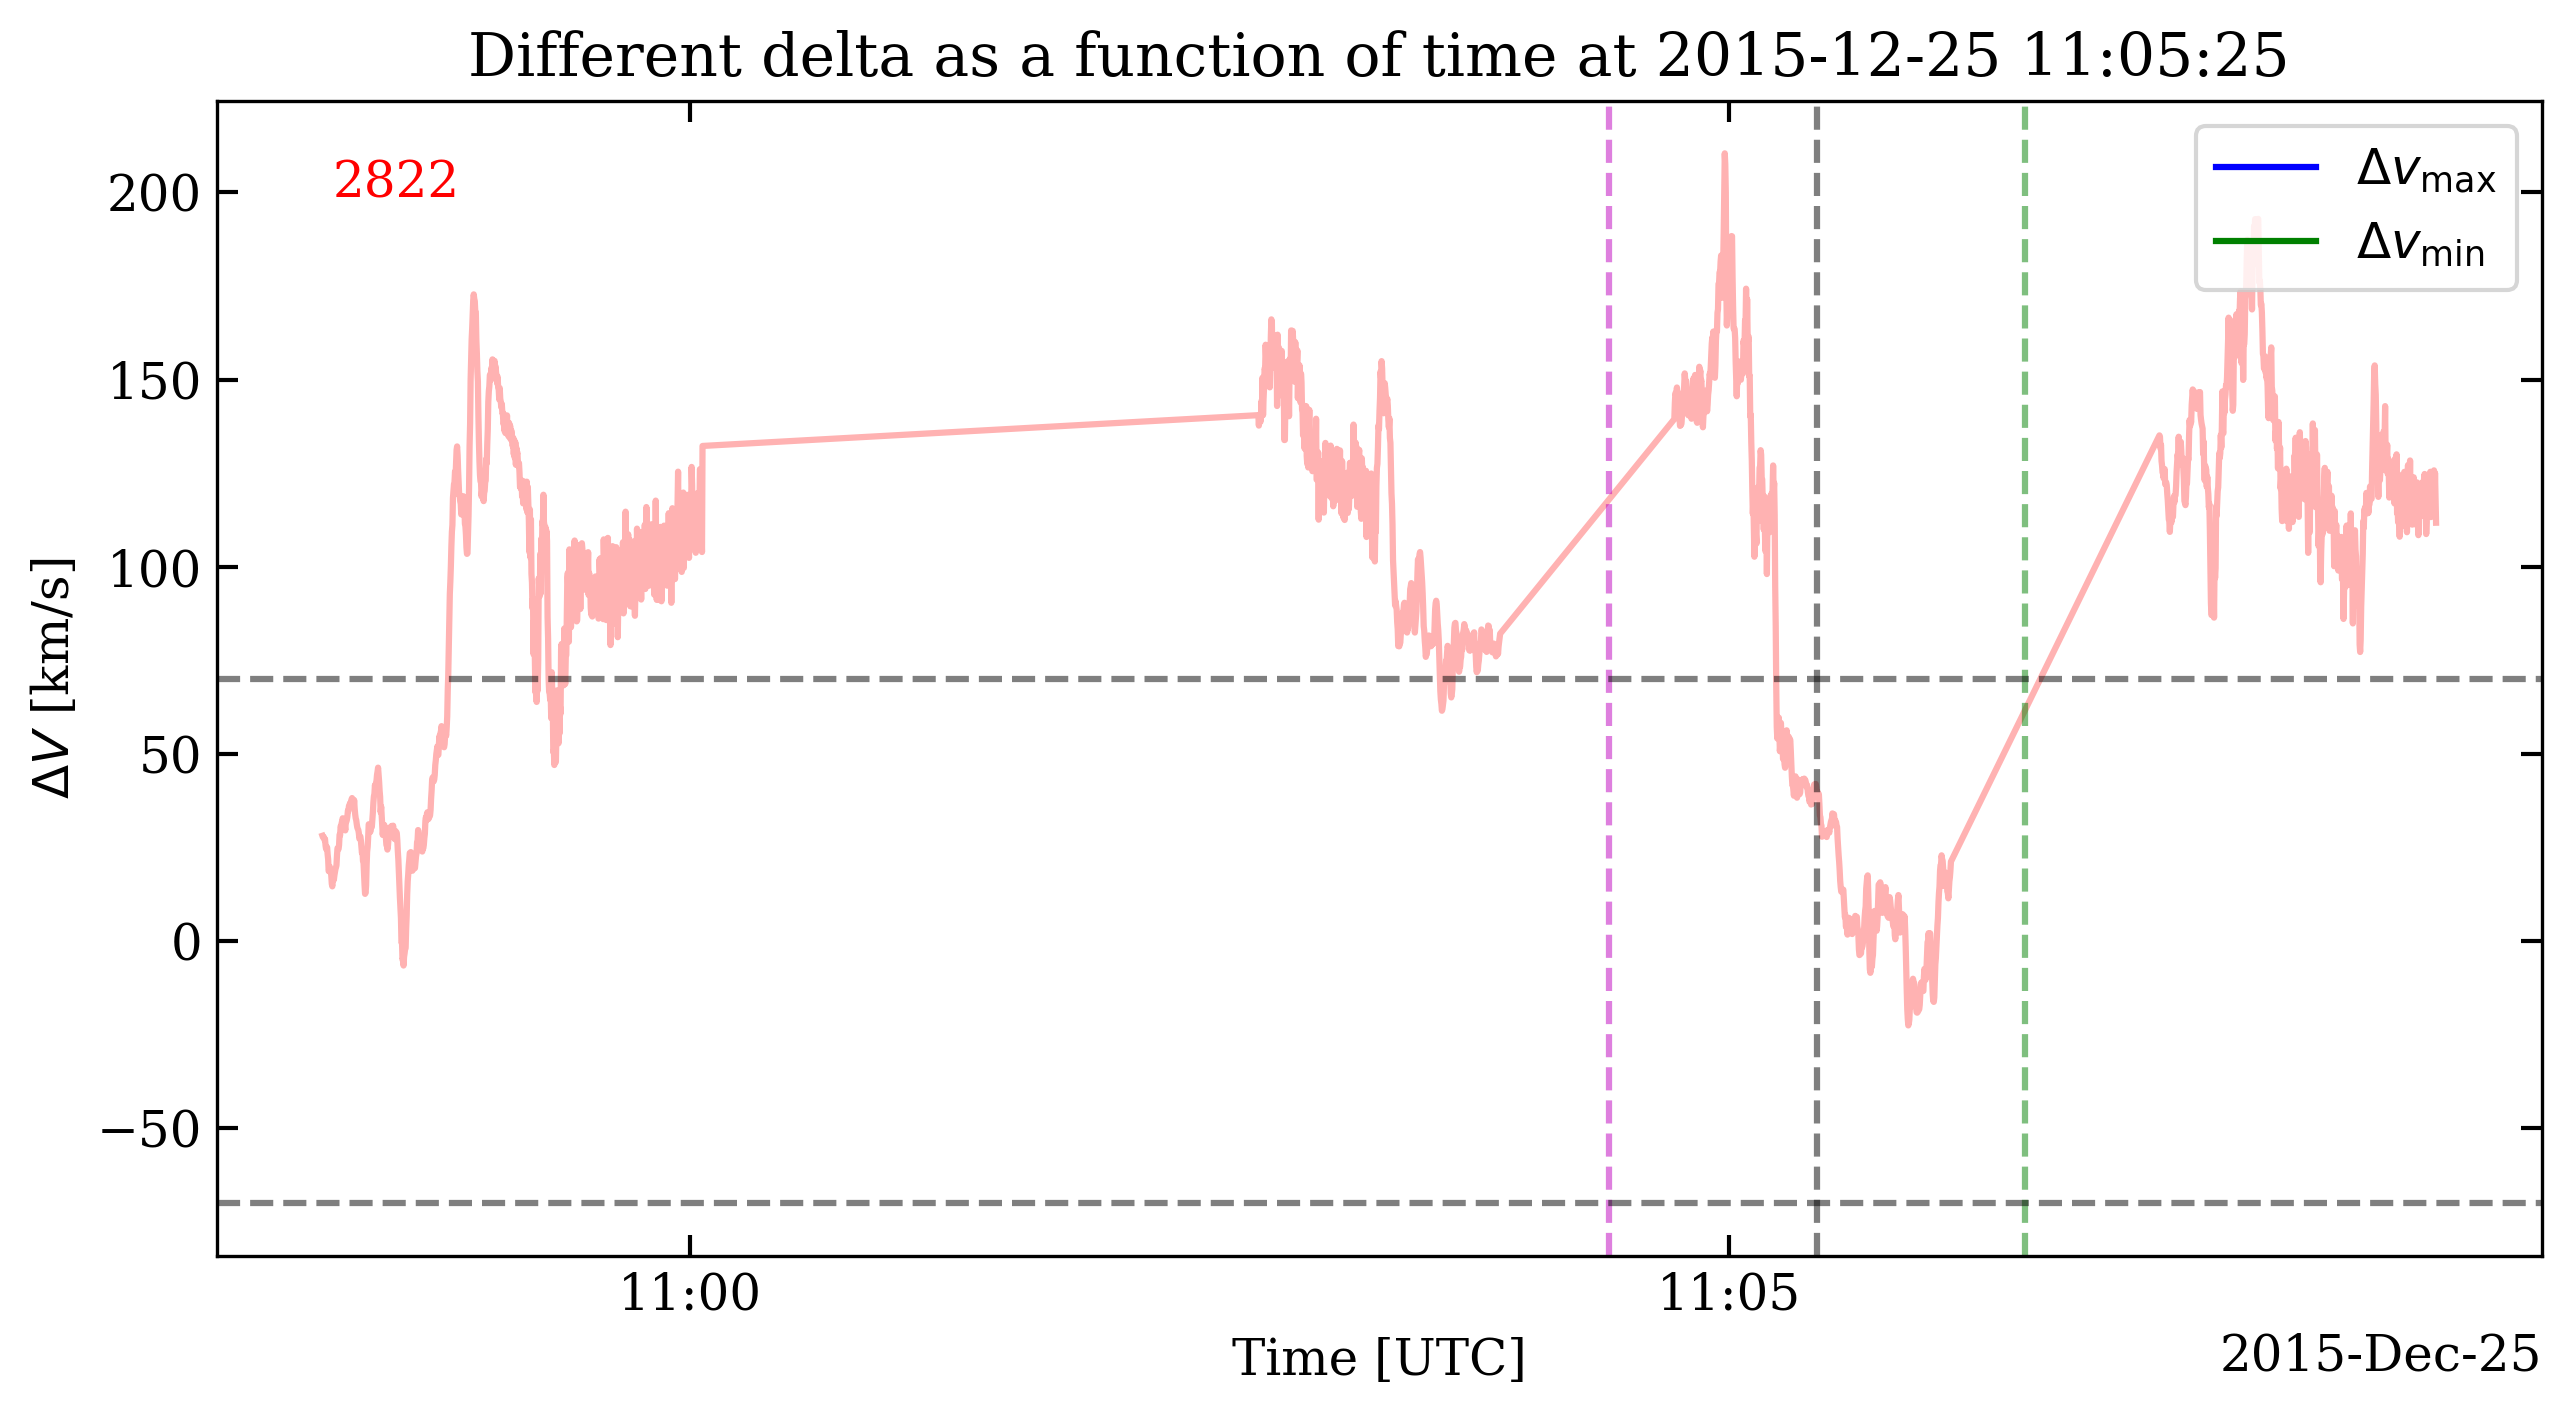 Different delta as a function of time at 2015-12-25 11:05:25
2822
Δv_max
Δv_min
200
150
100
50
0
−50
ΔV [km/s]
11:00
11:05
Time [UTC]
2015-Dec-25